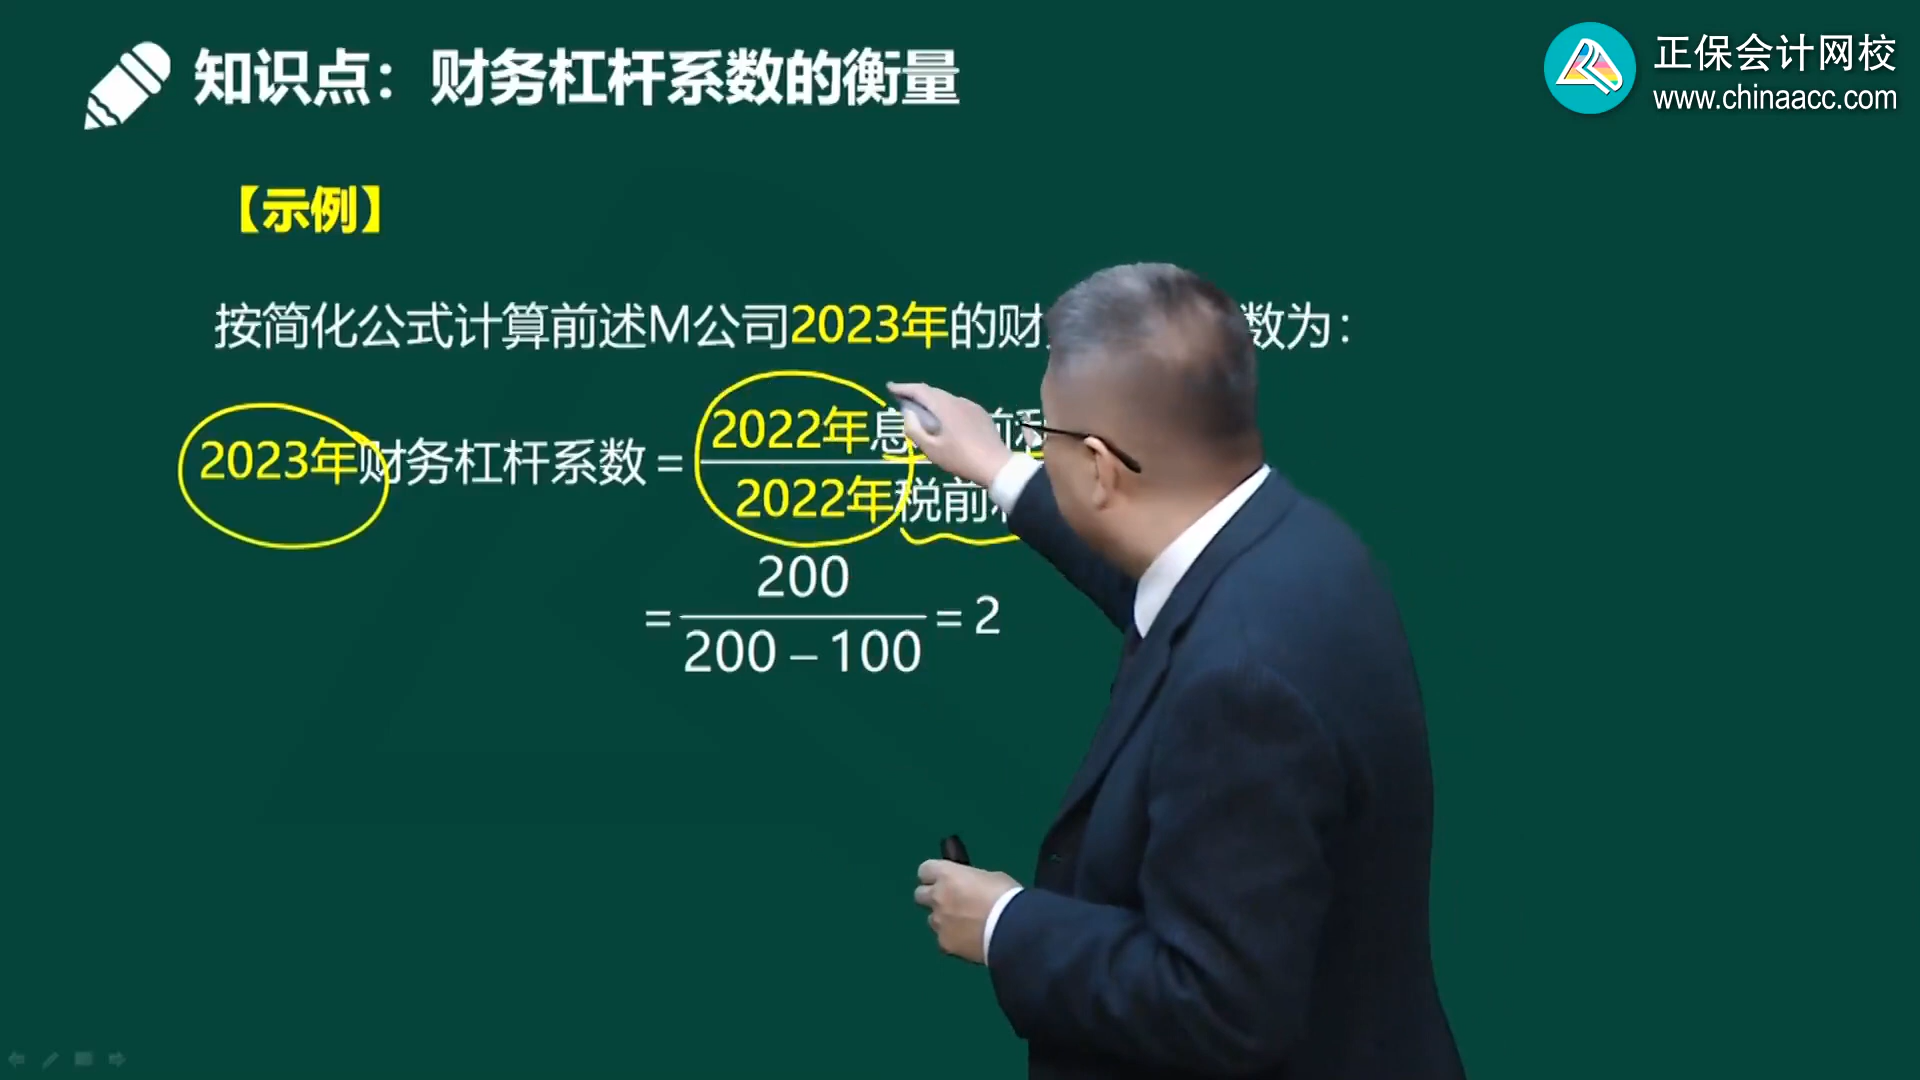 知识点：财务杠杆系数的衡量
正保会计网校
www.chinaacc.com
【示例】
按简化公式计算前述M公司2023年的财 数为：
2023年财务杠杆系数 = 2022年息 前税
2022年税前
= 200
200 – 100
= 2